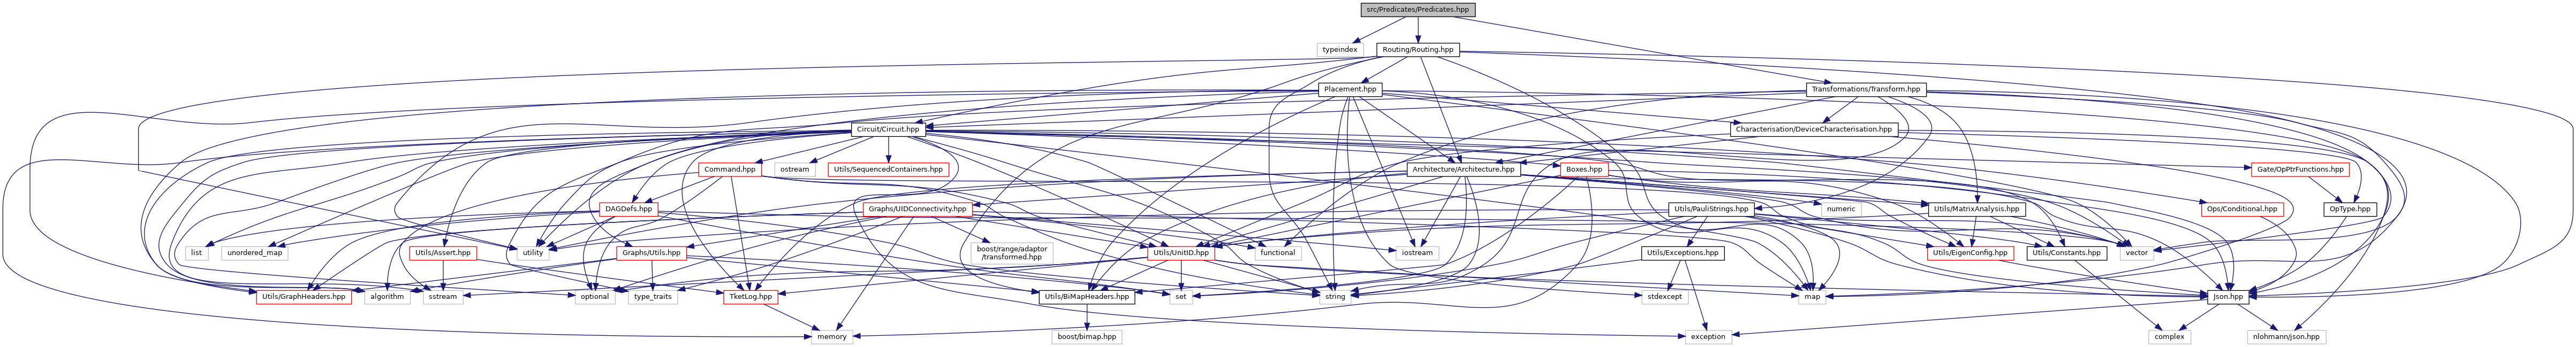 src/Predicates/Predicates.hpp
typeindex
Routing/Routing.hpp
Placement.hpp
Transformations/Transform.hpp
Circuit/Circuit.hpp
Characterisation/DeviceCharacterisation.hpp
Command.hpp
ostream
Utils/SequencedContainers.hpp
Architecture/Architecture.hpp
Boxes.hpp
Gate/OpPtrFunctions.hpp
DAGDefs.hpp
Graphs/UIDConnectivity.hpp
Utils/PauliStrings.hpp
numeric
Utils/MatrixAnalysis.hpp
Ops/Conditional.hpp
OpType.hpp
list
unordered_map
Utils/Assert.hpp
utility
Graphs/Utils.hpp
boost/range/adaptor
/transformed.hpp
Utils/UnitID.hpp
functional
iostream
Utils/Exceptions.hpp
Utils/EigenConfig.hpp
Utils/Constants.hpp
vector
Utils/GraphHeaders.hpp
algorithm
sstream
optional
type_traits
TketLog.hpp
Utils/BiMapHeaders.hpp
set
string
stdexcept
map
Json.hpp
memory
boost/bimap.hpp
exception
complex
nlohmann/json.hpp